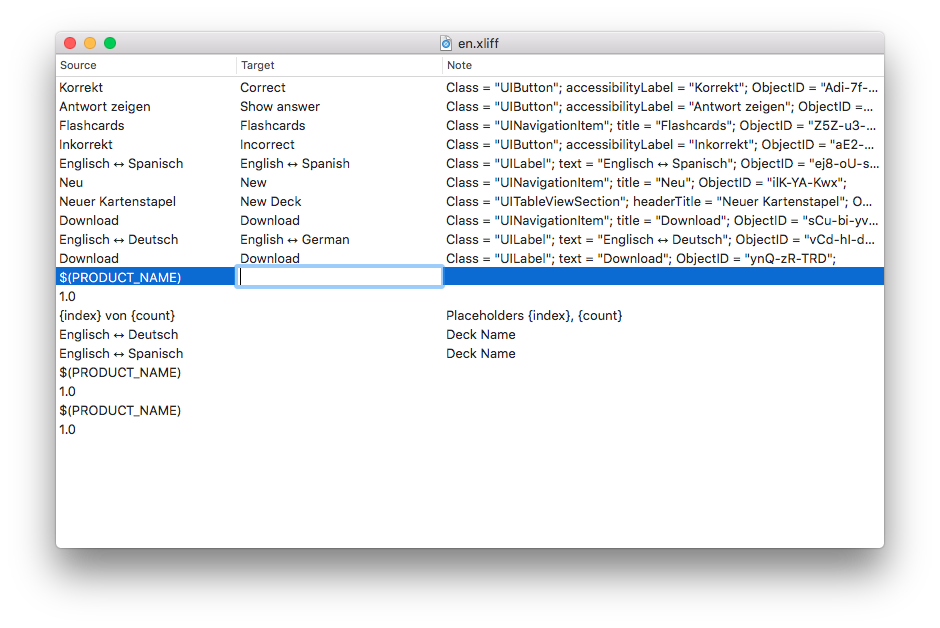 en.xliff
Source Target Note
Korrekt Correct Class = "UIButton"; accessibilityLabel = "Korrekt"; ObjectID = "Adi-7f-...
Antwort zeigen Show answer Class = "UIButton"; accessibilityLabel = "Antwort zeigen"; ObjectID =...
Flashcards Flashcards Class = "UINavigationItem"; title = "Flashcards"; ObjectID = "Z5Z-u3-...
Inkorrekt Incorrect Class = "UIButton"; accessibilityLabel = "Inkorrekt"; ObjectID = "aE2-...
Englisch ↔ Spanisch English ↔ Spanish Class = "UILabel"; text = "Englisch ↔ Spanisch"; ObjectID = "ej8-oU-s...
Neu New Class = "UINavigationItem"; title = "Neu"; ObjectID = "ilK-YA-Kwx";
Neuer Kartenstapel New Deck Class = "UITableViewSection"; headerTitle = "Neuer Kartenstapel"; O...
Download Download Class = "UINavigationItem"; title = "Download"; ObjectID = "sCu-bi-yv...
Englisch ↔ Deutsch English ↔ German Class = "UILabel"; text = "Englisch ↔ Deutsch"; ObjectID = "vCd-hI-d...
Download Download Class = "UILabel"; text = "Download"; ObjectID = "ynQ-zR-TRD";
$(PRODUCT_NAME)
1.0
{index} von {count} Placeholders {index}, {count}
Englisch ↔ Deutsch Deck Name
Englisch ↔ Spanisch Deck Name
$(PRODUCT_NAME)
1.0
$(PRODUCT_NAME)
1.0